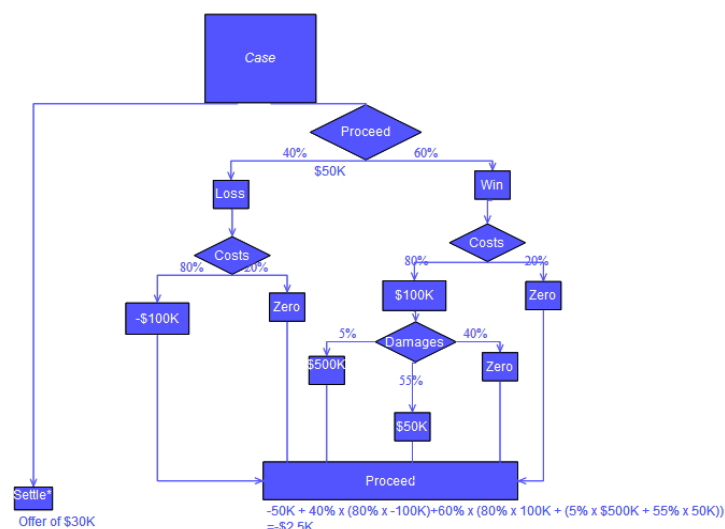 Case
Proceed
40%
60%
$50K
Loss
Win
Costs
Costs
80%
20%
80%
20%
-$100K
Zero
$100K
Zero
5%
Damages
40%
$500K
Zero
55%
$50K
Proceed
Settle*
Offer of $30K
-50K + 40% x (80% x -100K)+60% x (80% x 100K + (5% x $500K + 55% x 50K))
=-$2.5K